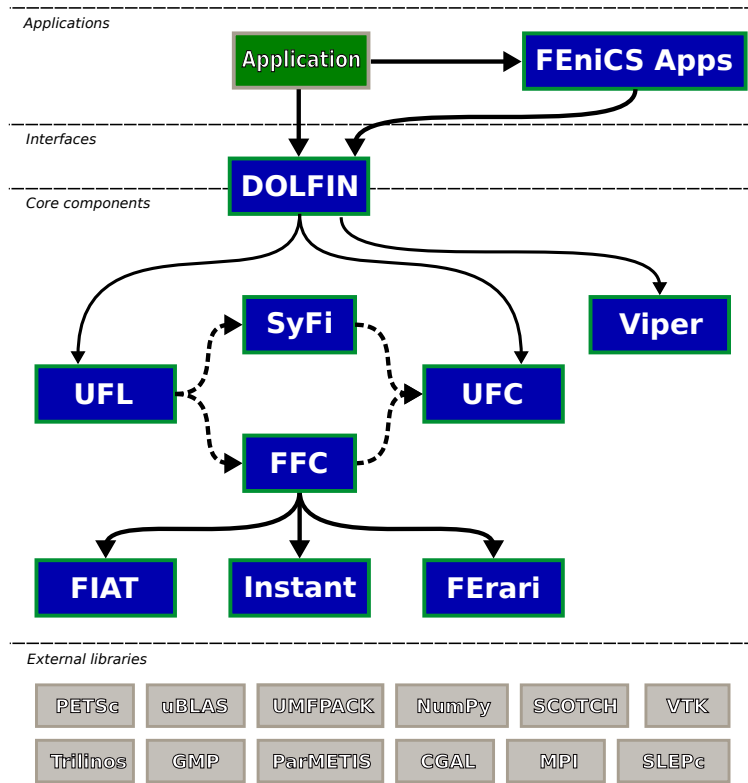 Applications
Application
FEniCS Apps
Interfaces
DOLFIN
Core components
SyFi
Viper
UFL
UFC
FFC
FIAT
Instant
FErari
External libraries
PETSc
uBLAS
UMFPACK
NumPy
SCOTCH
VTK
Trilinos
GMP
ParMETIS
CGAL
MPI
SLEPc